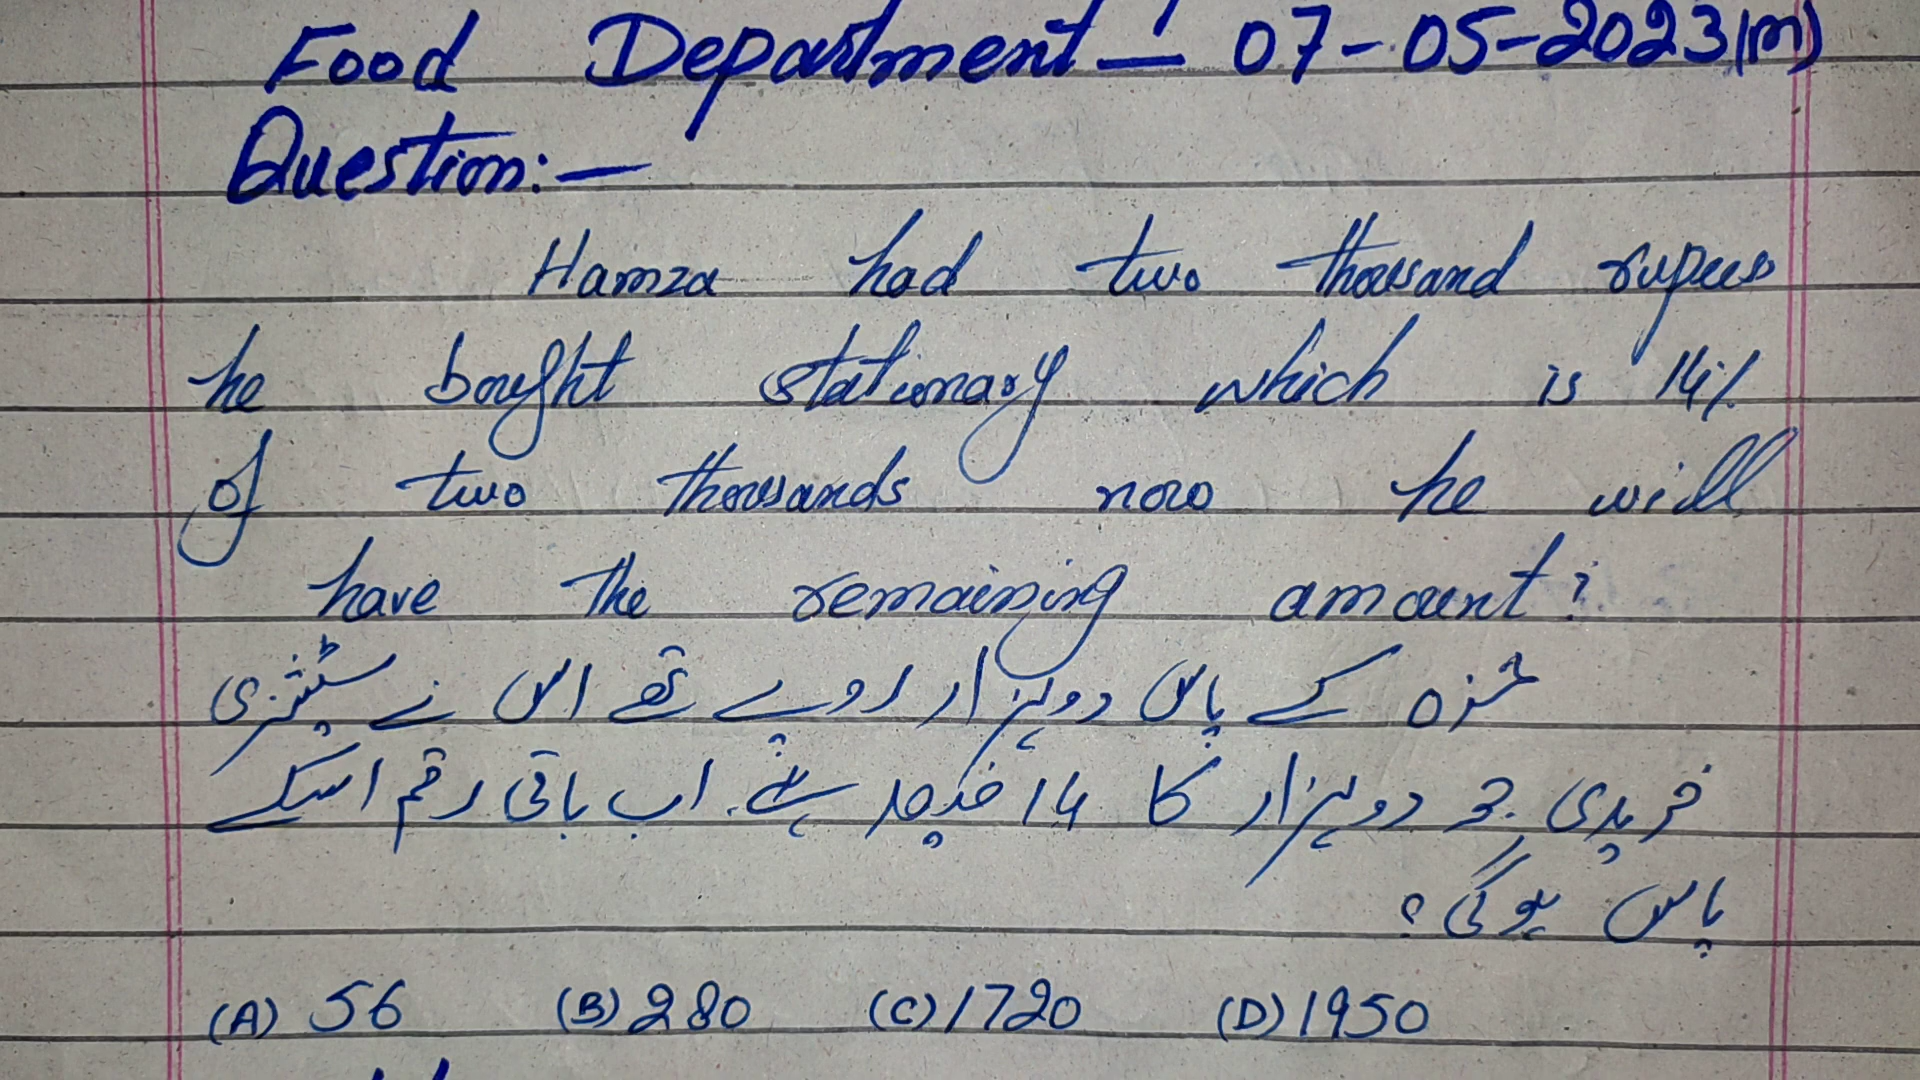 Food Department - 07-05-2023(M)
Question:-
Hamza had two thousand rupees
he bought stationary which is 14%
of two thousands now he will
have the remaining amount?
حمزہ کے پاس دو ہزار روپے تھے اس نے سٹیشنری
خریدی جو دو ہزار کا 14 فیصد ہے اب باقی رقم اسکے
پاس ہو گی؟
(A) 56 (B) 280 (C) 1720 (D) 1950